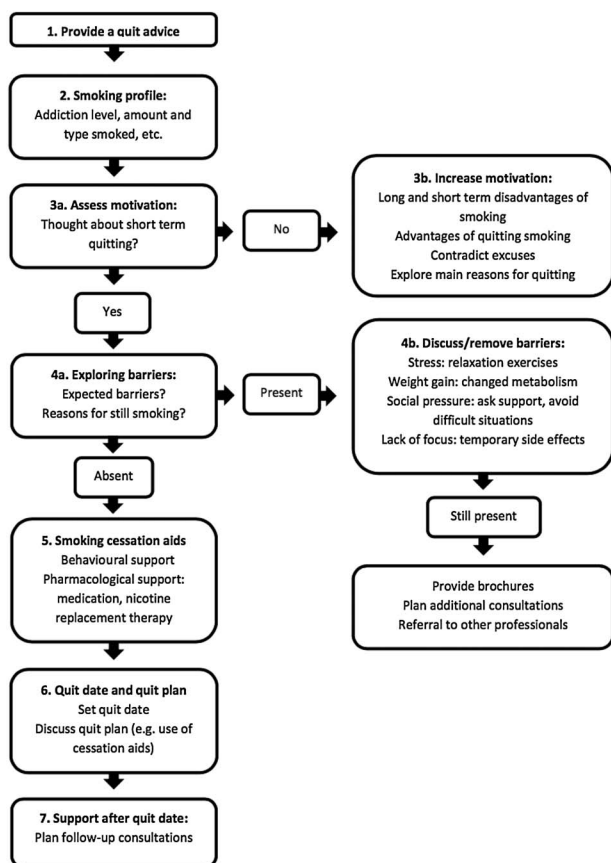 1. Provide a quit advice
2. Smoking profile:
Addiction level, amount and
type smoked, etc.
3a. Assess motivation:
Thought about short term
quitting?
No
3b. Increase motivation:
Long and short term disadvantages of
smoking
Advantages of quitting smoking
Contradict excuses
Explore main reasons for quitting
Yes
4a. Exploring barriers:
Expected barriers?
Reasons for still smoking?
Present
4b. Discuss/remove barriers:
Stress: relaxation exercises
Weight gain: changed metabolism
Social pressure: ask support, avoid
difficult situations
Lack of focus: temporary side effects
Absent
Still present
5. Smoking cessation aids
Behavioural support
Pharmacological support:
medication, nicotine
replacement therapy
Provide brochures
Plan additional consultations
Referral to other professionals
6. Quit date and quit plan
Set quit date
Discuss quit plan (e.g. use of
cessation aids)
7. Support after quit date:
Plan follow-up consultations